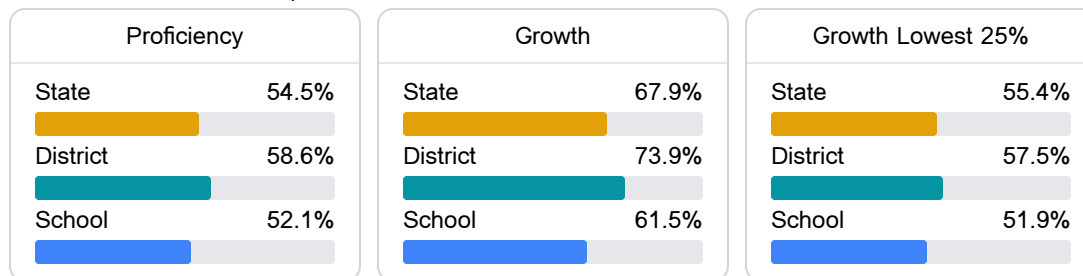 Proficiency
State 54.5%
District 58.6%
School 52.1%
Growth
State 67.9%
District 73.9%
School 61.5%
Growth Lowest 25%
State 55.4%
District 57.5%
School 51.9%